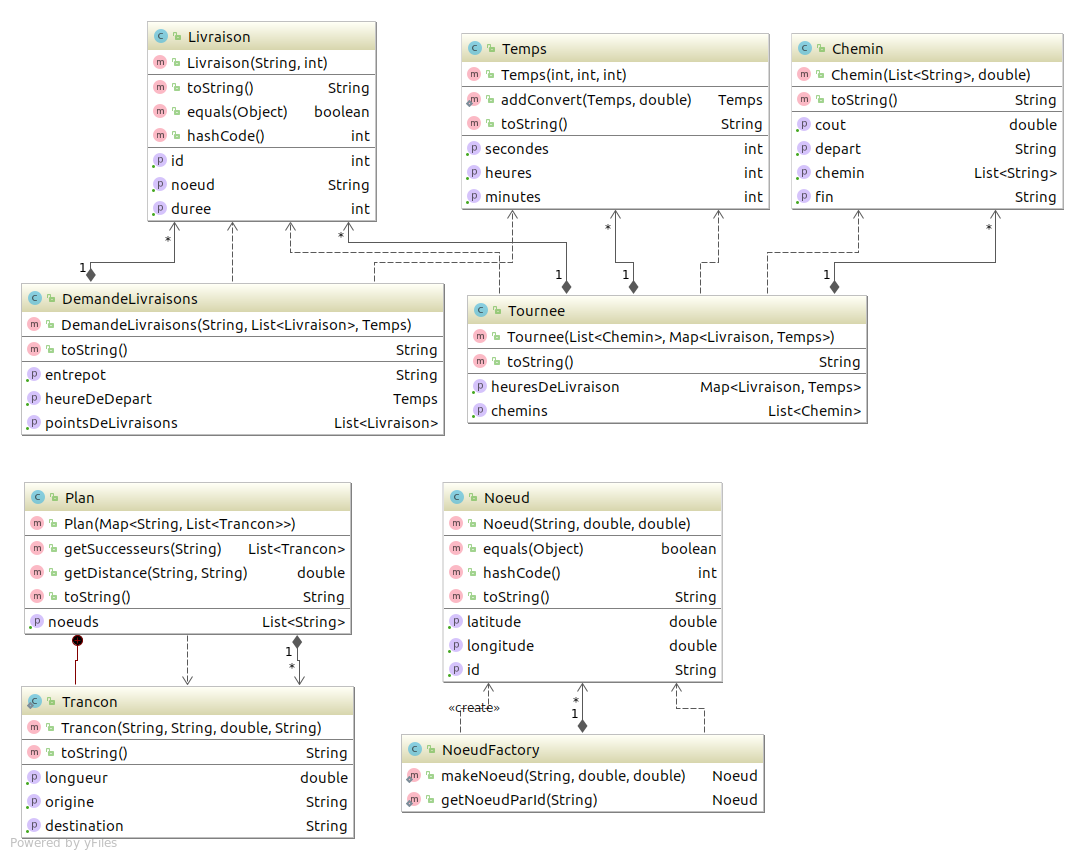 Livraison
Livraison(String, int)
toString() String
equals(Object) boolean
hashCode() int
id int
noeud String
duree int
Temps
Temps(int, int, int)
addConvert(Temps, double) Temps
toString() String
secondes int
heures int
minutes int
Chemin
Chemin(List<String>, double)
toString() String
cout double
depart String
chemin List<String>
fin String
* * * *
1 1 1 1
DemandeLivraisons
DemandeLivraisons(String, List<Livraison>, Temps)
toString() String
entrepot String
heureDeDepart Temps
pointsDeLivraisons List<Livraison>
Tournee
Tournee(List<Chemin>, Map<Livraison, Temps>)
toString() String
heuresDeLivraison Map<Livraison, Temps>
chemins List<Chemin>
Plan
Plan(Map<String, List<Trancon>>)
getSuccesseurs(String) List<Trancon>
getDistance(String, String) double
toString() String
noeuds List<String>
1
*
Trancon
Trancon(String, String, double, String)
toString() String
longueur double
origine String
destination String
Noeud
Noeud(String, double, double)
equals(Object) boolean
hashCode() int
toString() String
latitude double
longitude double
id String
«create»
*
1
NoeudFactory
makeNoeud(String, double, double) Noeud
getNoeudParId(String) Noeud
Powered by yFiles